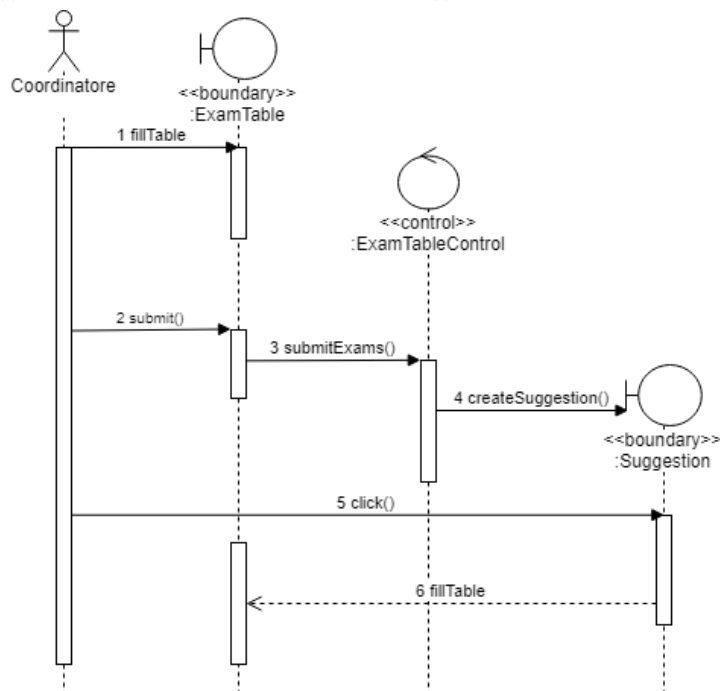 Coordinatore
<<boundary>>
:ExamTable
1 fillTable
<<control>>
:ExamTableControl
2 submit()
3 submitExams()
4 createSuggestion()
<<boundary>>
:Suggestion
5 click()
6 fillTable